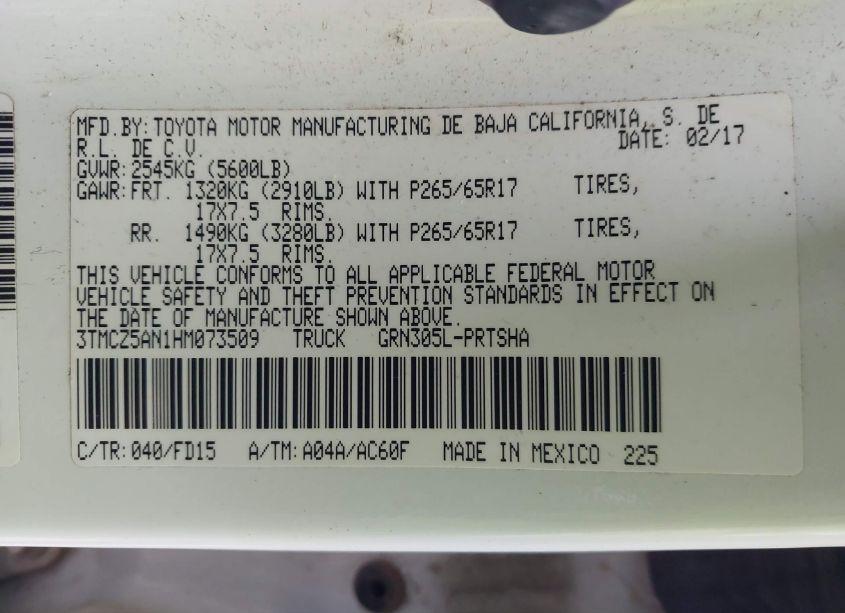 MFD.BY:TOYOTA MOTOR MANUFACTURING DE BAJA CALIFORNIA, S. DE
R.L. DE C.V. DATE: 02/17
GVWR:2545KG (5600LB)
GAWR:FRT. 1320KG (2910LB) WITH P265/65R17 TIRES,
17X7.5 RIMS.
RR. 1490KG (3280LB) WITH P265/65R17 TIRES,
17X7.5 RIMS.
THIS VEHICLE CONFORMS TO ALL APPLICABLE FEDERAL MOTOR
VEHICLE SAFETY AND THEFT PREVENTION STANDARDS IN EFFECT ON
THE DATE OF MANUFACTURE SHOWN ABOVE.
3TMCZ5AN1HM073509 TRUCK GRN305L-PRTSHA
C/TR:040/FD15 A/TM:A04A/AC60F MADE IN MEXICO 225